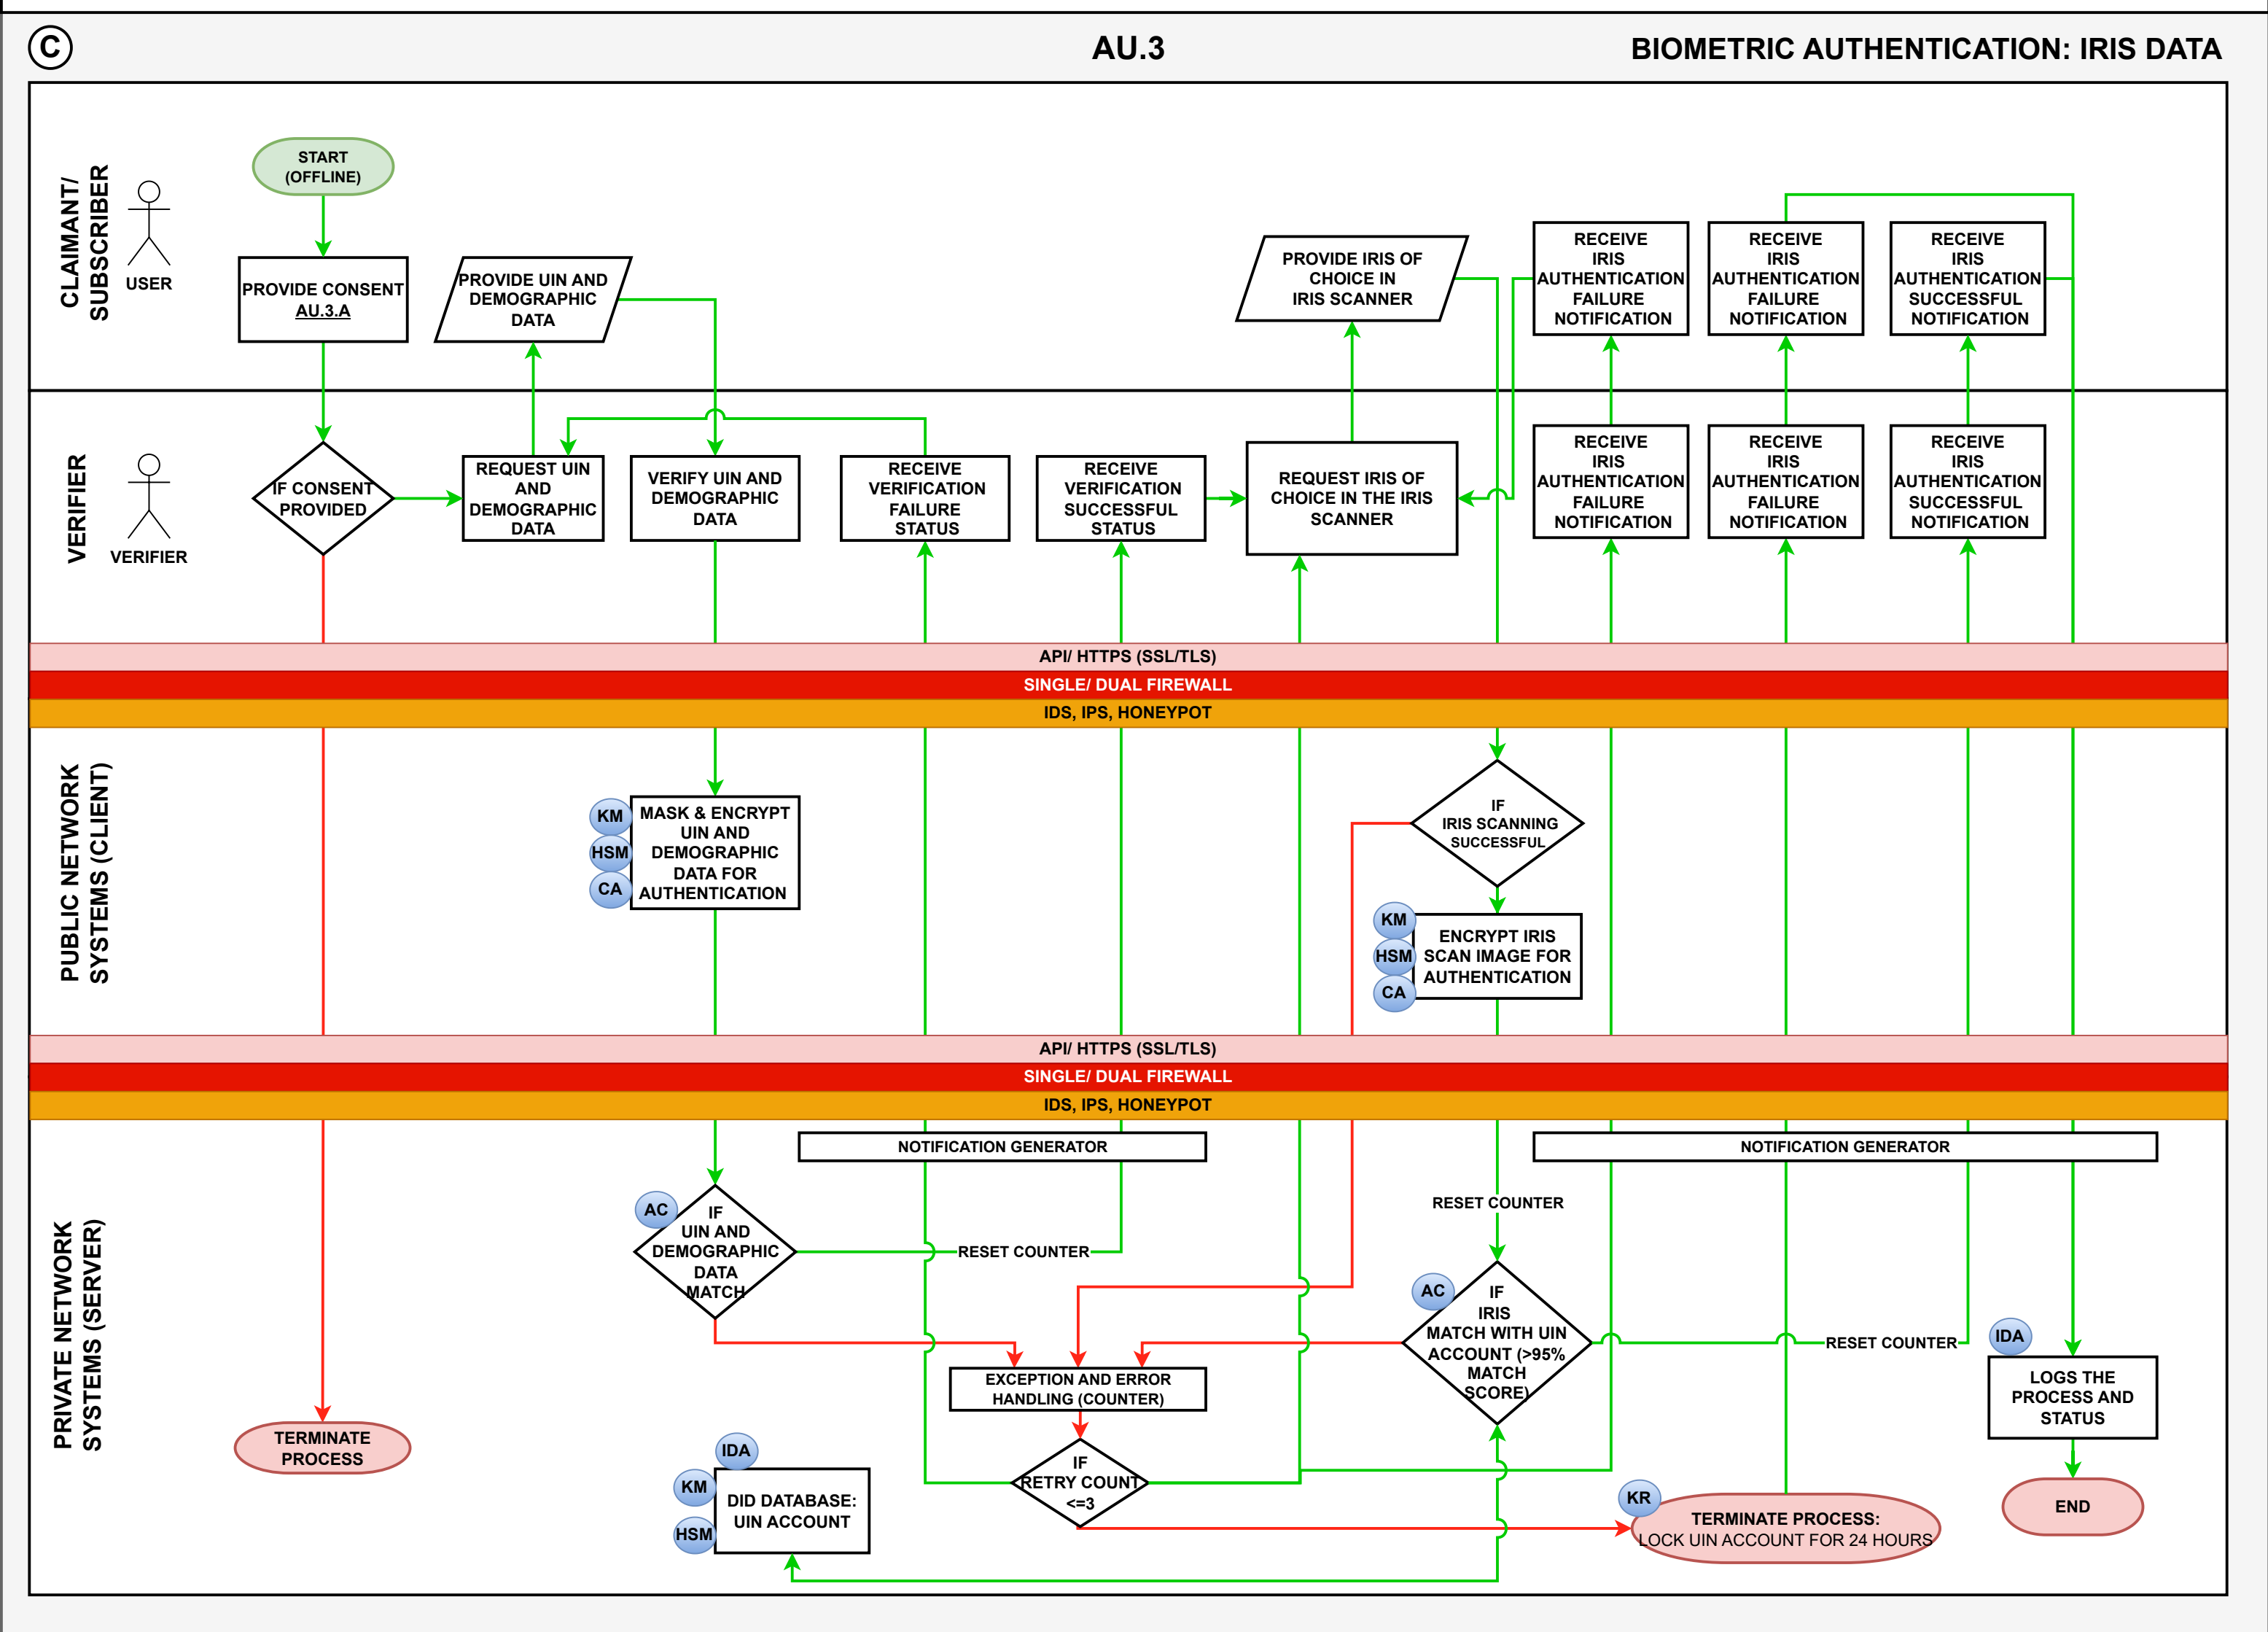 C
AU.3
BIOMETRIC AUTHENTICATION: IRIS DATA
CLAIMANT/
SUBSCRIBER
USER
START
(OFFLINE)
PROVIDE CONSENT
AU.3.A
PROVIDE UIN AND
DEMOGRAPHIC
DATA
PROVIDE IRIS OF
CHOICE IN
IRIS SCANNER
RECEIVE
IRIS
AUTHENTICATION
FAILURE
NOTIFICATION
RECEIVE
IRIS
AUTHENTICATION
FAILURE
NOTIFICATION
RECEIVE
IRIS
AUTHENTICATION
SUCCESSFUL
NOTIFICATION
VERIFIER
VERIFIER
IF CONSENT
PROVIDED
REQUEST UIN
AND
DEMOGRAPHIC
DATA
VERIFY UIN AND
DEMOGRAPHIC
DATA
RECEIVE
VERIFICATION
FAILURE
STATUS
RECEIVE
VERIFICATION
SUCCESSFUL
STATUS
REQUEST IRIS OF
CHOICE IN THE IRIS
SCANNER
RECEIVE
IRIS
AUTHENTICATION
FAILURE
NOTIFICATION
RECEIVE
IRIS
AUTHENTICATION
FAILURE
NOTIFICATION
RECEIVE
IRIS
AUTHENTICATION
SUCCESSFUL
NOTIFICATION
API/ HTTPS (SSL/TLS)
SINGLE/ DUAL FIREWALL
IDS, IPS, HONEYPOT
PUBLIC NETWORK
SYSTEMS (CLIENT)
KM
HSM
CA
MASK & ENCRYPT
UIN AND
DEMOGRAPHIC
DATA FOR
AUTHENTICATION
IF
IRIS SCANNING
SUCCESSFUL
KM
HSM
CA
ENCRYPT IRIS
SCAN IMAGE FOR
AUTHENTICATION
API/ HTTPS (SSL/TLS)
SINGLE/ DUAL FIREWALL
IDS, IPS, HONEYPOT
PRIVATE NETWORK
SYSTEMS (SERVER)
NOTIFICATION GENERATOR
NOTIFICATION GENERATOR
AC
IF
UIN AND
DEMOGRAPHIC
DATA
MATCH
RESET COUNTER
RESET COUNTER
AC
IF
IRIS
MATCH WITH UIN
ACCOUNT (>95%
MATCH
SCORE)
RESET COUNTER
IDA
LOGS THE
PROCESS AND
STATUS
EXCEPTION AND ERROR
HANDLING (COUNTER)
TERMINATE
PROCESS
IDA
KM
HSM
DID DATABASE:
UIN ACCOUNT
IF
RETRY COUNT
<=3
KR
TERMINATE PROCESS:
LOCK UIN ACCOUNT FOR 24 HOURS
END